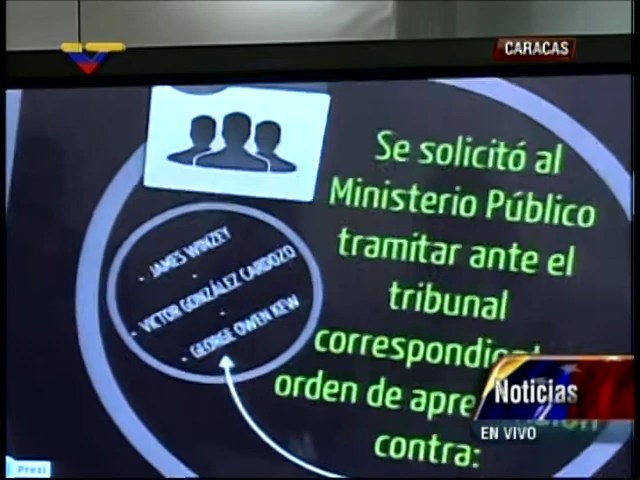 CARACAS
Se solicitó al
Ministerio Público
tramitar ante el
tribunal
correspondien
orden de apre
contra:
- JAMES WINZEY
- VICTOR GONZÁLEZ CARDOZO
- GEORGE OWEN KEW
Noticias
EN VIVO
Prezi